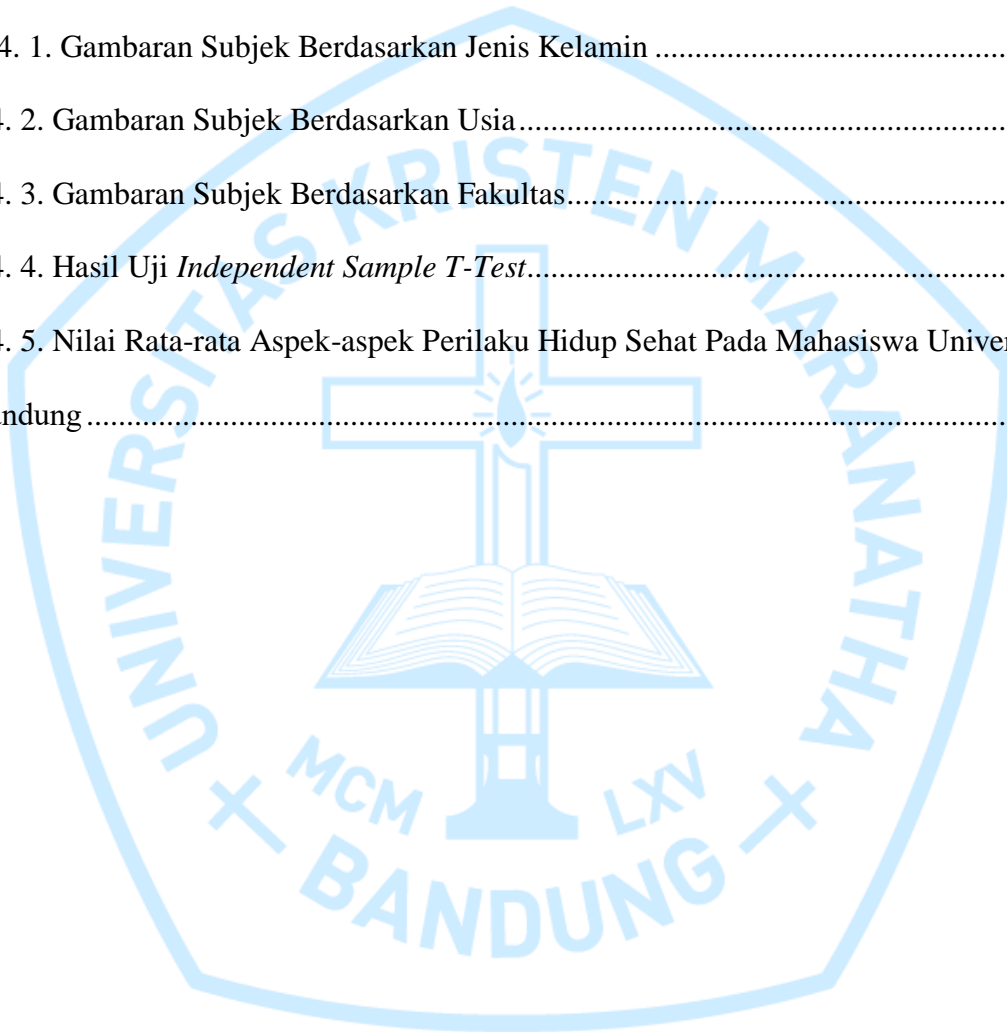 4. 1. Gambaran Subjek Berdasarkan Jenis Kelamin ............................................
4. 2. Gambaran Subjek Berdasarkan Usia .............................................................
4. 3. Gambaran Subjek Berdasarkan Fakultas.......................................................
4. 4. Hasil Uji Independent Sample T-Test............................................................
4. 5. Nilai Rata-rata Aspek-aspek Perilaku Hidup Sehat Pada Mahasiswa
ndung ..................................................................................................................
UNIVERSITAS KRISTEN MARANATHA
MCM LXV
BANDUNG